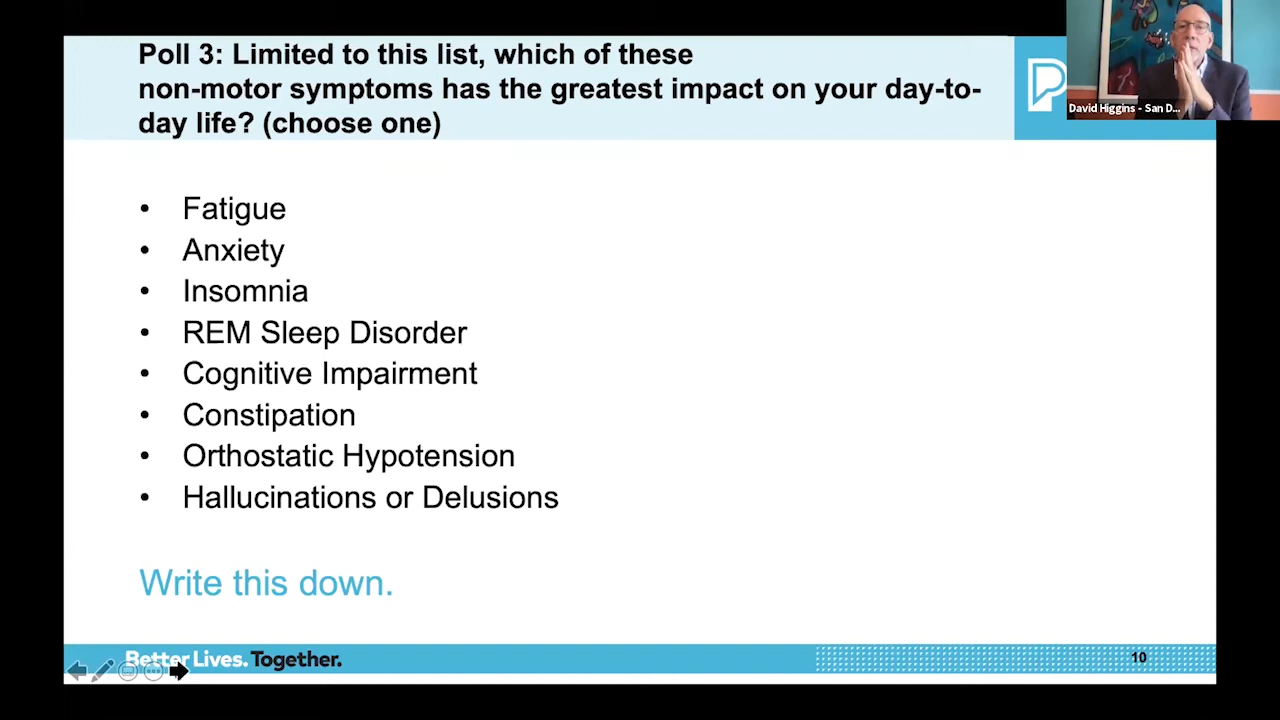 Poll 3: Limited to this list, which of these
non-motor symptoms has the greatest impact on your day-to-
day life? (choose one)
David Higgins - San D...
• Fatigue
• Anxiety
• Insomnia
• REM Sleep Disorder
• Cognitive Impairment
• Constipation
• Orthostatic Hypotension
• Hallucinations or Delusions
Write this down.
Better Lives. Together.
10